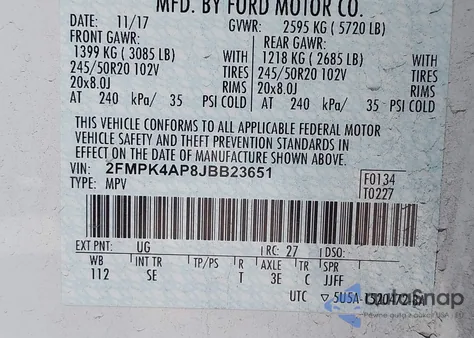 MFD. BY FORD MOTOR CO.
DATE: 11/17 GVWR: 2595 KG ( 5720 LB)
FRONT GAWR: REAR GAWR:
1399 KG ( 3085 LB) WITH 1218 KG ( 2685 LB) WITH
245/50R20 102V TIRES 245/50R20 102V TIRES
20x8.0J RIMS 20x8.0J RIMS
AT 240 kPa/ 35 PSI COLD AT 240 kPa/ 35 PSI COLD
THIS VEHICLE CONFORMS TO ALL APPLICABLE FEDERAL MOTOR
VEHICLE SAFETY AND THEFT PREVENTION STANDARDS IN
EFFECT ON THE DATE OF MANUFACTURE SHOWN ABOVE.
VIN: 2FMPK4AP8JBB23651 F0134
TYPE: MPV T0227
EXT PNT: UG RC: 27 DSO:
WB INT TR TP/PS R AXLE TR SPR
112 SE T 3E C JJFF
UTC ▽ 5U5A-